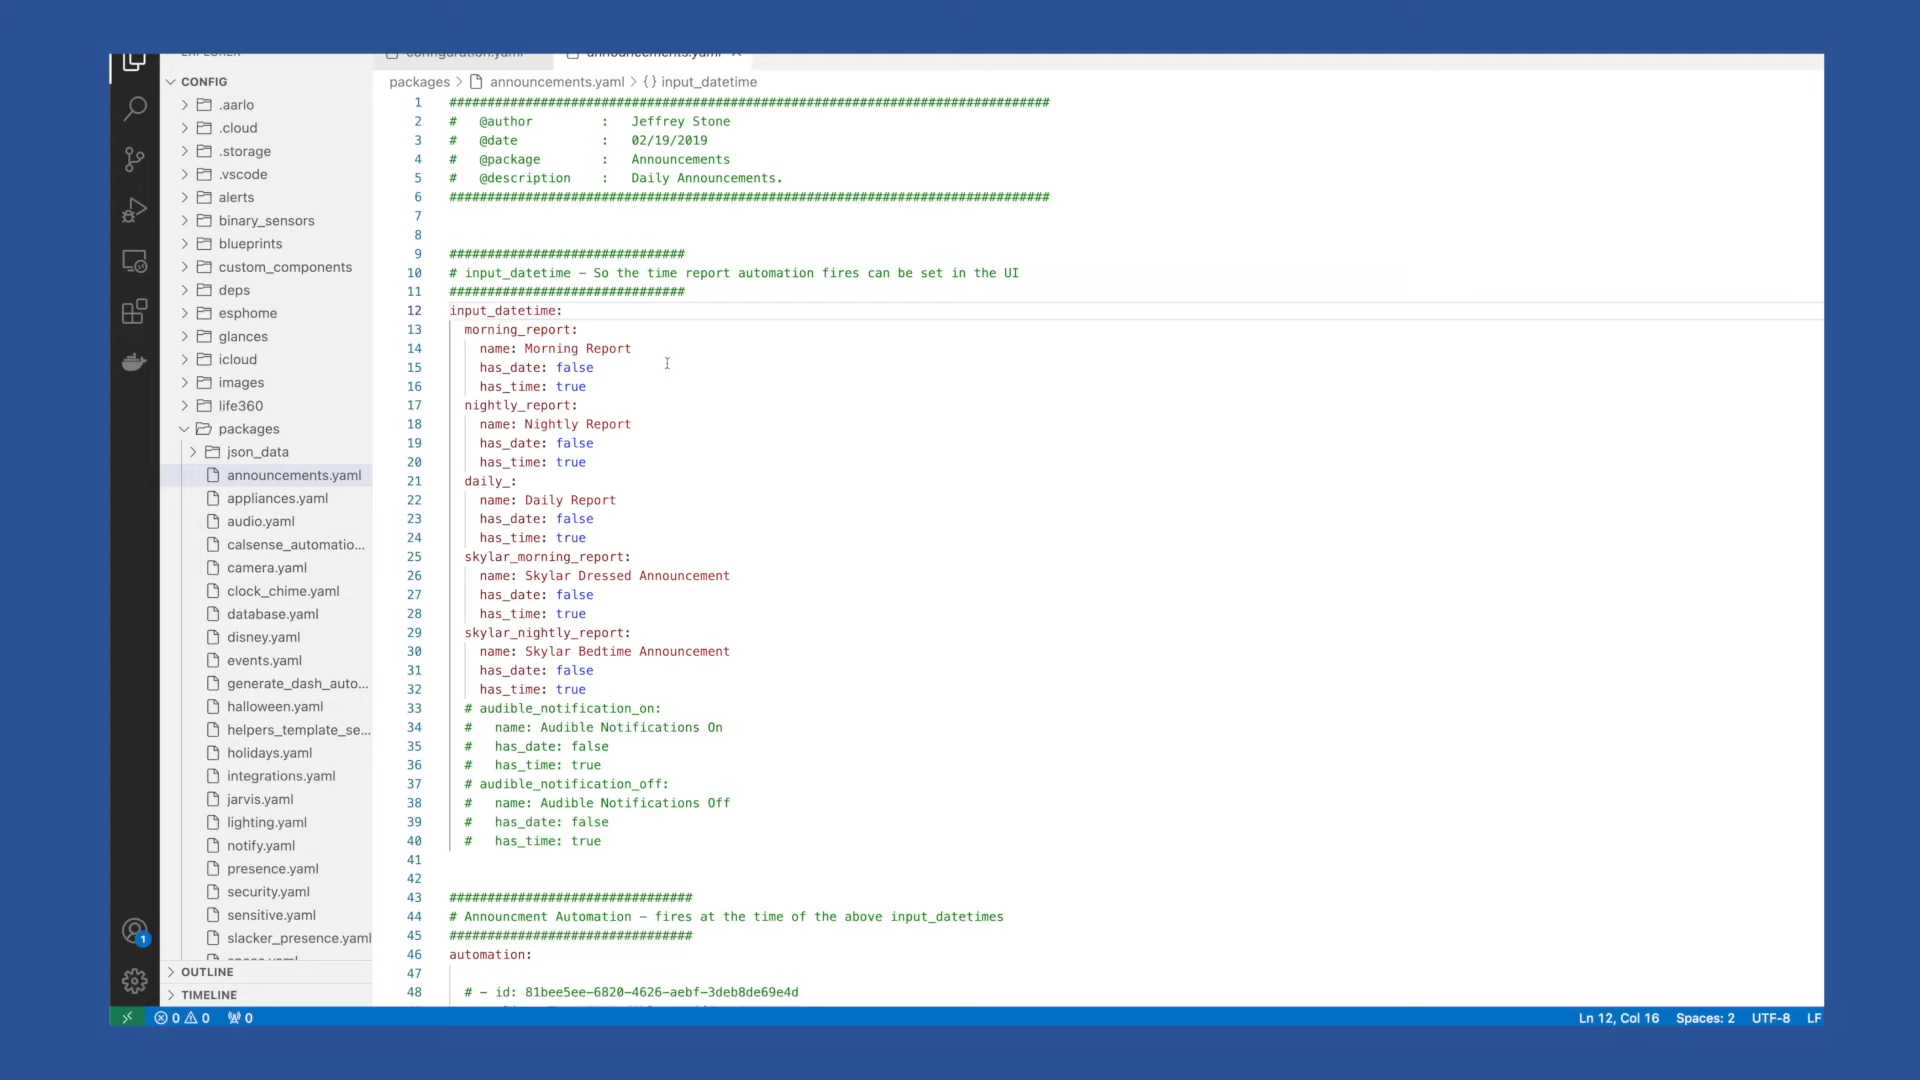 EXPLORER
CONFIG
.aarlo
.cloud
.storage
.vscode
alerts
binary_sensors
blueprints
custom_components
deps
esphome
glances
icloud
images
life360
packages
json_data
announcements.yaml
appliances.yaml
audio.yaml
calsense_automatio...
camera.yaml
clock_chime.yaml
database.yaml
disney.yaml
events.yaml
generate_dash_auto...
halloween.yaml
helpers_template_se...
holidays.yaml
integrations.yaml
jarvis.yaml
lighting.yaml
notify.yaml
presence.yaml
security.yaml
sensitive.yaml
slacker_presence.yaml
OUTLINE
TIMELINE
1
configuration.yaml
announcements.yaml
packages > announcements.yaml > {} input_datetime
1 ###############################################################################
2 # @author : Jeffrey Stone
3 # @date : 02/19/2019
4 # @package : Announcements
5 # @description : Daily Announcements.
6 ###############################################################################
7
8
9 ###############################
10 # input_datetime – So the time report automation fires can be set in the UI
11 ###############################
12 input_datetime:
13 morning_report:
14 name: Morning Report
15 has_date: false
16 has_time: true
17 nightly_report:
18 name: Nightly Report
19 has_date: false
20 has_time: true
21 daily_:
22 name: Daily Report
23 has_date: false
24 has_time: true
25 skylar_morning_report:
26 name: Skylar Dressed Announcement
27 has_date: false
28 has_time: true
29 skylar_nightly_report:
30 name: Skylar Bedtime Announcement
31 has_date: false
32 has_time: true
33 # audible_notification_on:
34 # name: Audible Notifications On
35 # has_date: false
36 # has_time: true
37 # audible_notification_off:
38 # name: Audible Notifications Off
39 # has_date: false
40 # has_time: true
41
42
43 ################################
44 # Announcment Automation – fires at the time of the above input_datetimes
45 ################################
46 automation:
47
48 # - id: 81bee5ee-6820-4626-aebf-3deb8de69e4d
0 0 0
Ln 12, Col 16 Spaces: 2 UTF-8 LF